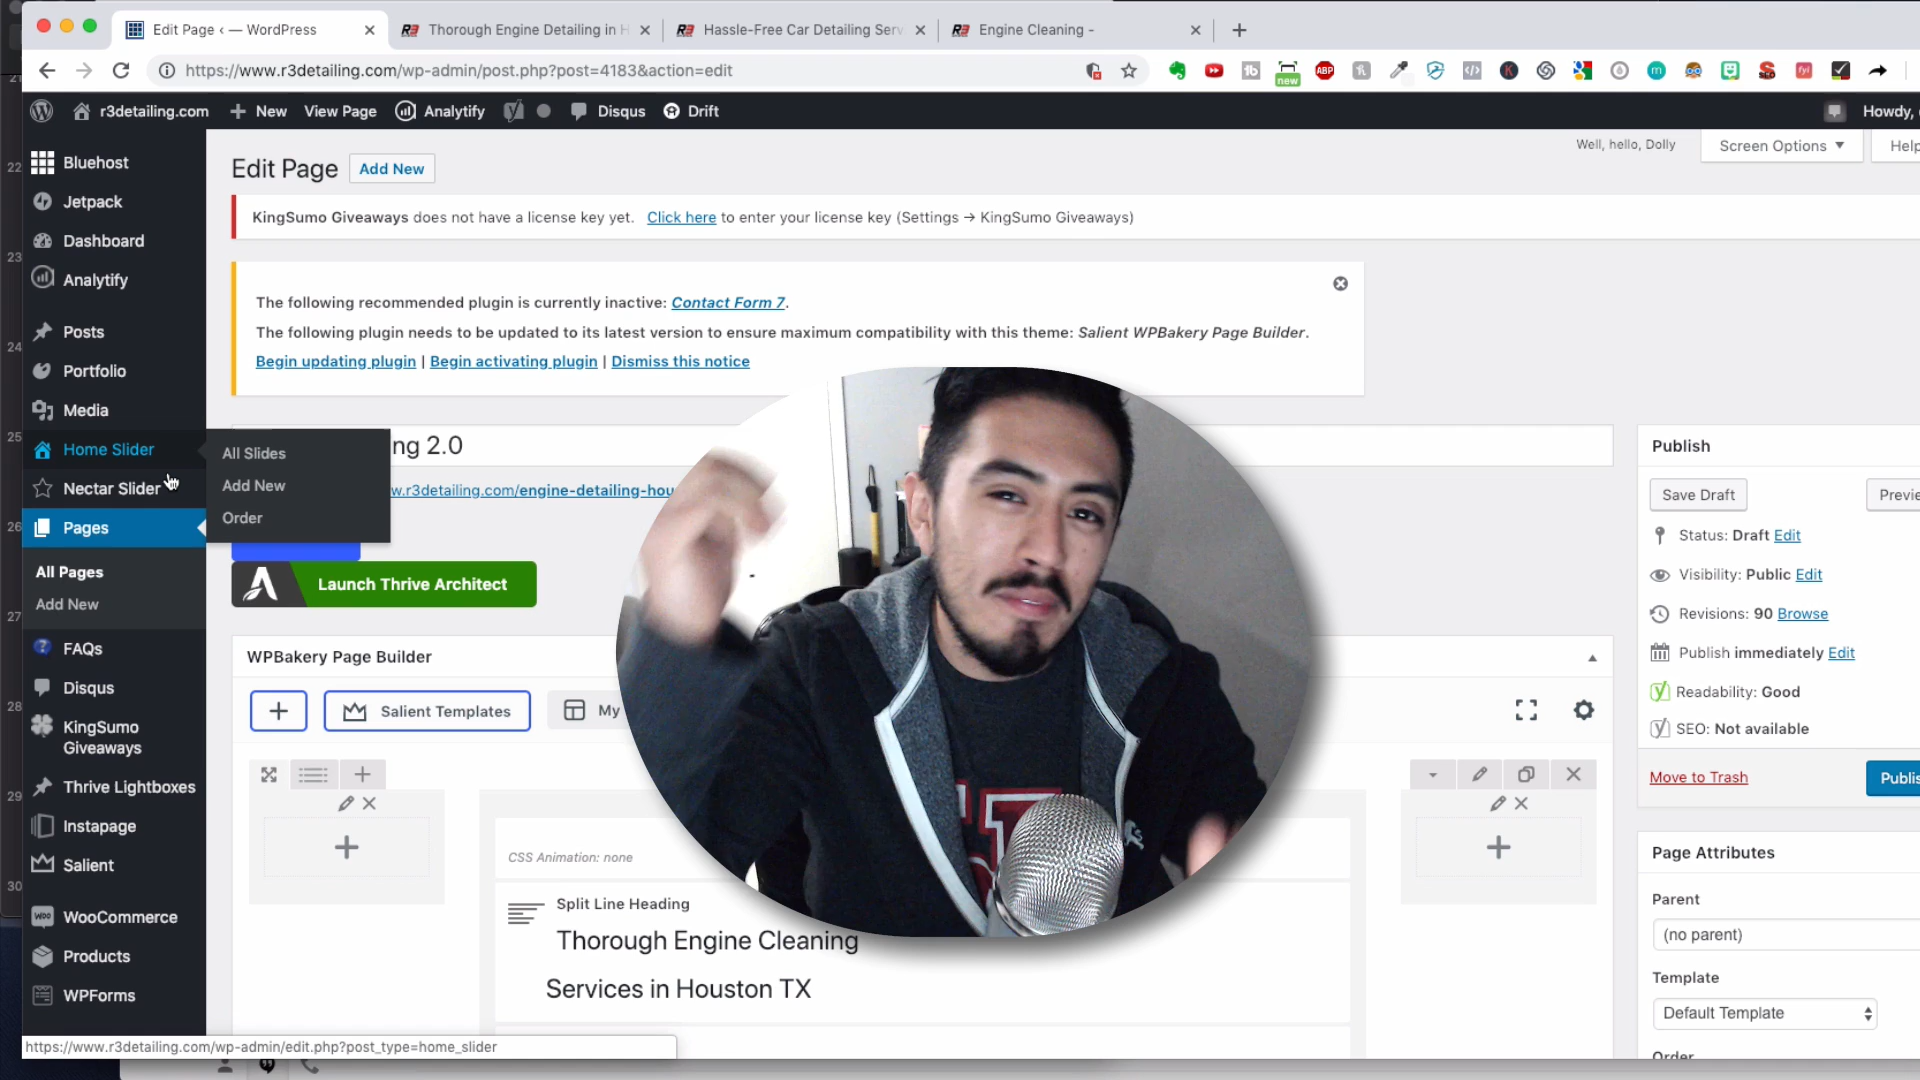 Edit Page ‹ — WordPress
Thorough Engine Detailing in H
Hassle-Free Car Detailing Serv
Engine Cleaning -
https://www.r3detailing.com/wp-admin/post.php?post=4183&action=edit
new
ABP
r3detailing.com
New
View Page
Analytify
Disqus
Drift
Howdy,
Bluehost
Jetpack
Dashboard
Analytify
Posts
Portfolio
Media
Home Slider
Nectar Slider
Pages
All Pages
Add New
FAQs
Disqus
KingSumo
Giveaways
Thrive Lightboxes
Instapage
Salient
WooCommerce
Products
WPForms
All Slides
Add New
Order
Edit Page
Add New
Well, hello, Dolly
Screen Options
Help
KingSumo Giveaways does not have a license key yet. Click here to enter your license key (Settings → KingSumo Giveaways)
The following recommended plugin is currently inactive: Contact Form 7.
The following plugin needs to be updated to its latest version to ensure maximum compatibility with this theme: Salient WPBakery Page Builder.
Begin updating plugin | Begin activating plugin | Dismiss this notice
ng 2.0
w.r3detailing.com/engine-detailing-hou
Launch Thrive Architect
WPBakery Page Builder
Salient Templates
My
CSS Animation: none
Split Line Heading
Thorough Engine Cleaning
Services in Houston TX
Publish
Save Draft
Previe
Status: Draft Edit
Visibility: Public Edit
Revisions: 90 Browse
Publish immediately Edit
Readability: Good
SEO: Not available
Move to Trash
Publis
Page Attributes
Parent
(no parent)
Template
Default Template
Order
https://www.r3detailing.com/wp-admin/edit.php?post_type=home_slider
22
23
24
25
26
27
28
29
30